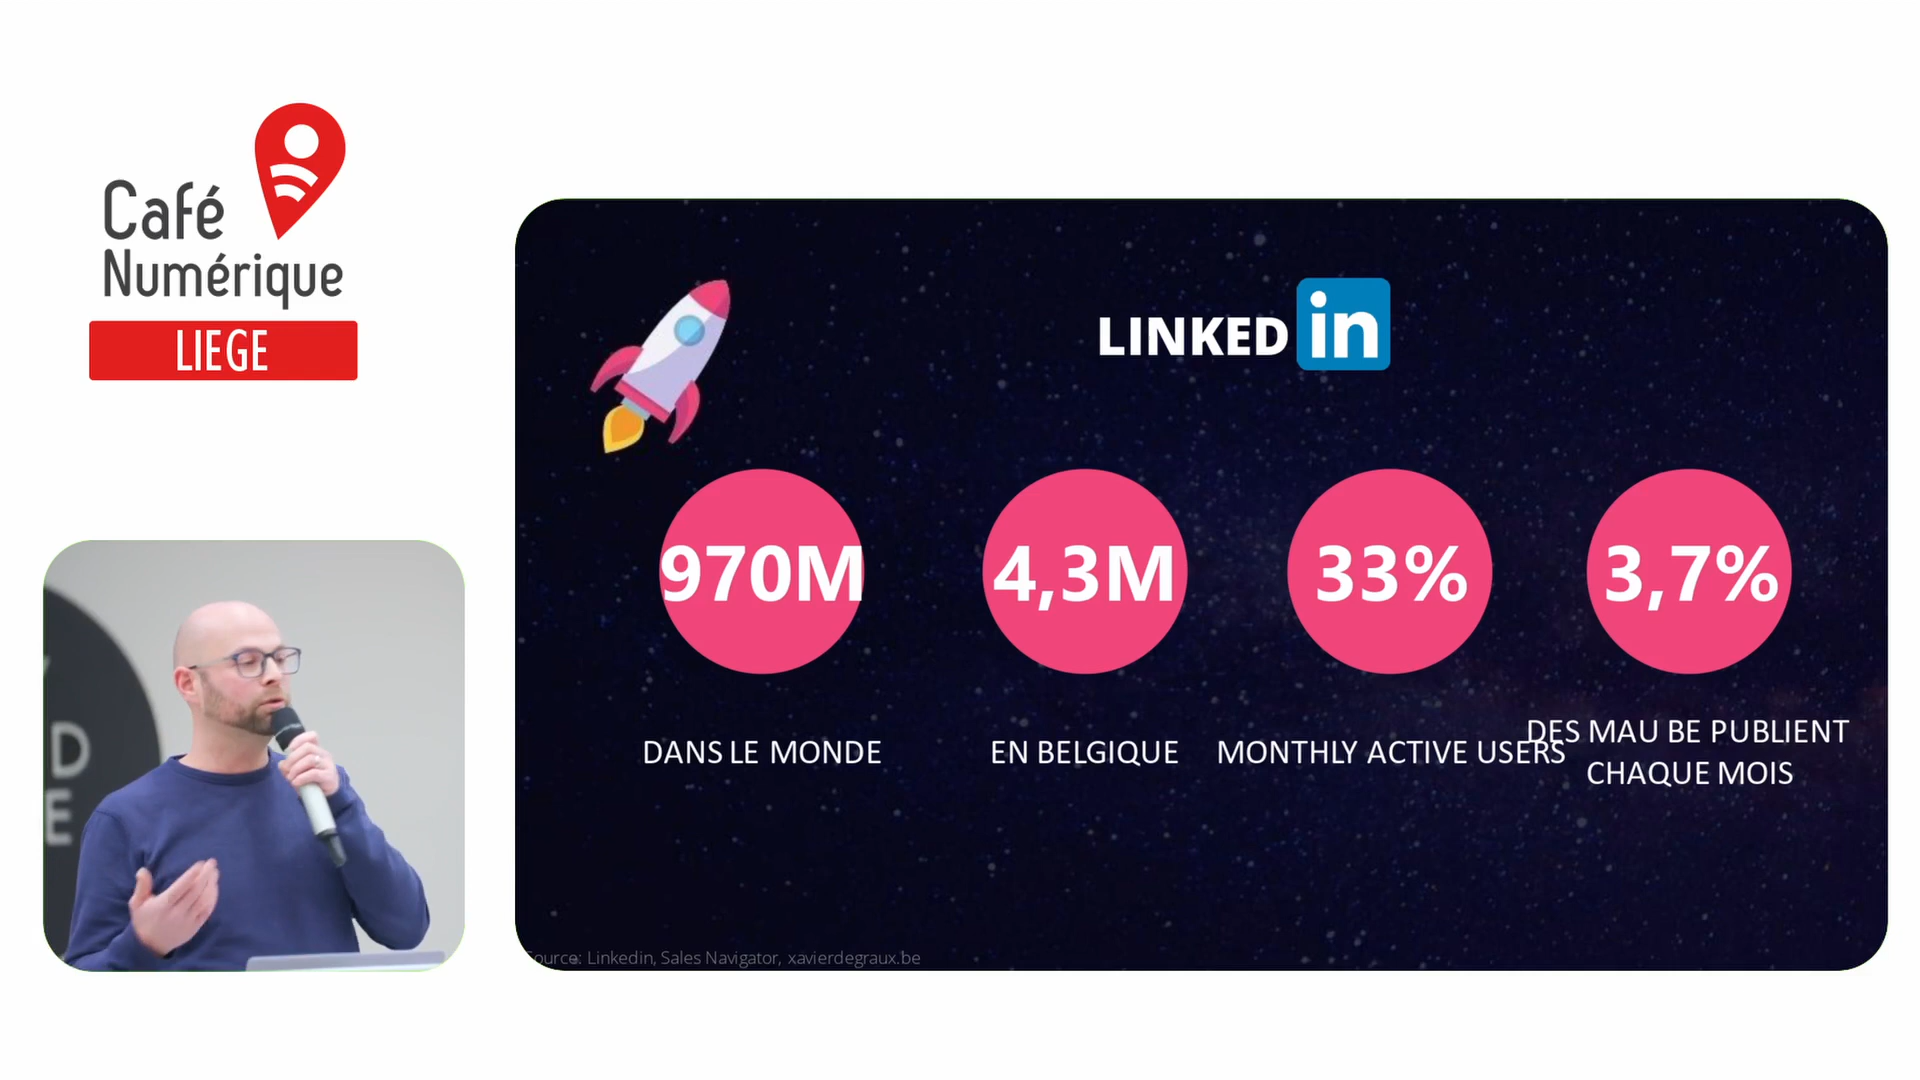 Café
Numérique
LIEGE
LINKED in
970M
4,3M
33%
3,7%
DANS LE MONDE
EN BELGIQUE
MONTHLY ACTIVE USERS
DES MAU BE PUBLIENT
CHAQUE MOIS
D
E
Source: Linkedin, Sales Navigator, xavierdegraux.be